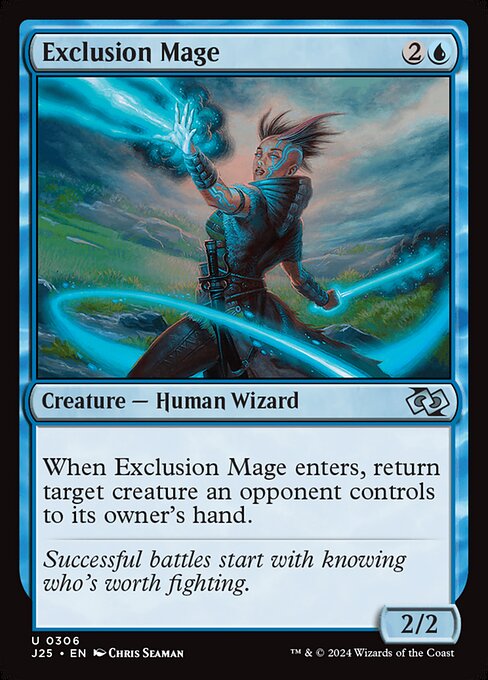 Exclusion Mage 2
Creature — Human Wizard
When Exclusion Mage enters, return
target creature an opponent controls
to its owner's hand.
Successful battles start with knowing
who's worth fighting.
2/2
U 0306
J25 • EN Chris Seaman
™ & © 2024 Wizards of the Coast